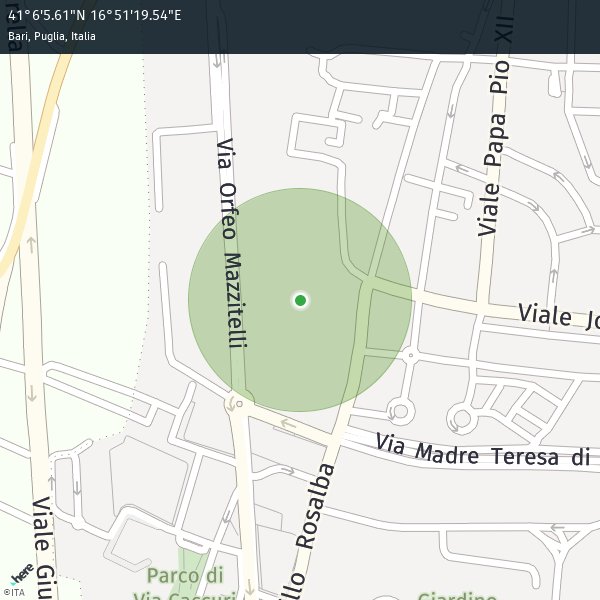 41°6'5.61"N 16°51'19.54"E
Bari, Puglia, Italia
Viale Papa Pio XII
Via Orfeo Mazzitelli
Viale Jo
Via Madre Teresa di
Rosalba
Viale Giu
Parco di
Via Caccuri
Giardino
here
©ITA